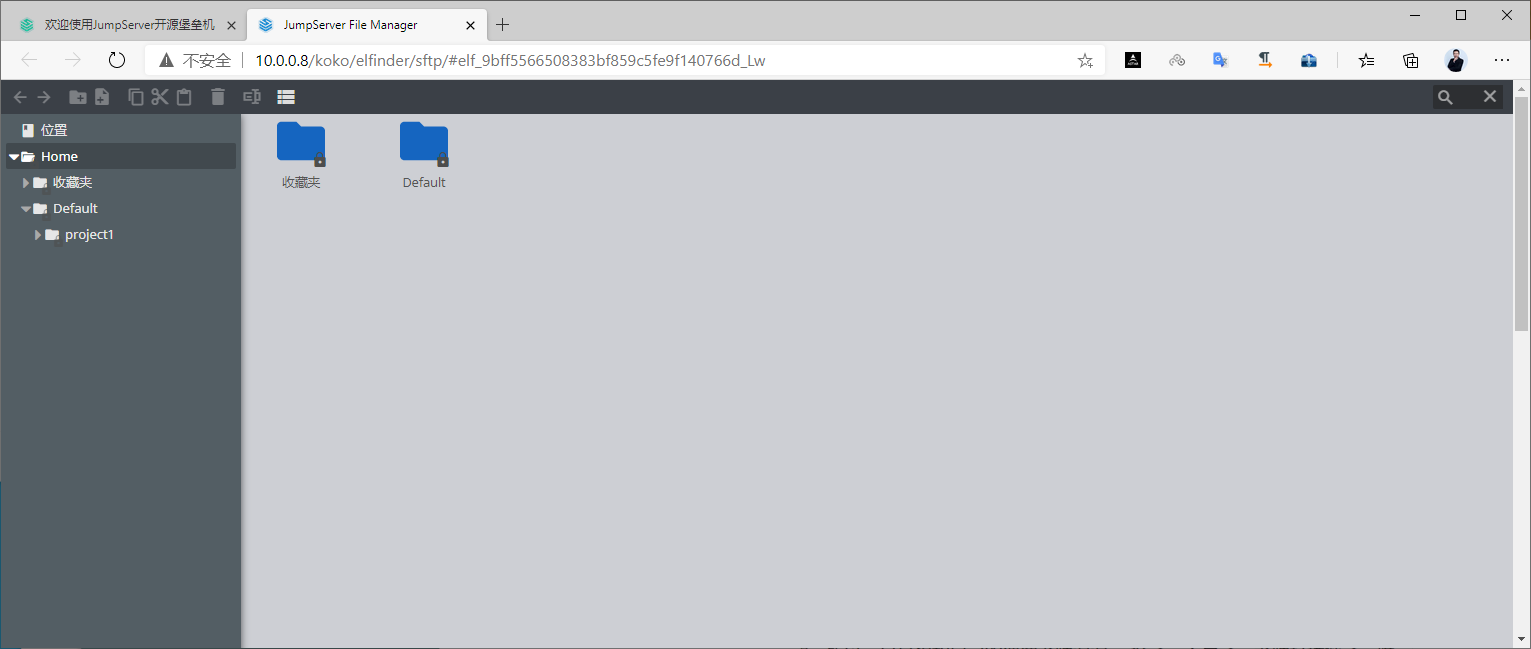 欢迎使用JumpServer开源堡垒机
JumpServer File Manager
不安全
10.0.0.8/koko/elfinder/sftp/#elf_9bff5566508383bf859c5fe9f140766d_Lw
位置
Home
收藏夹
Default
project1
收藏夹
Default